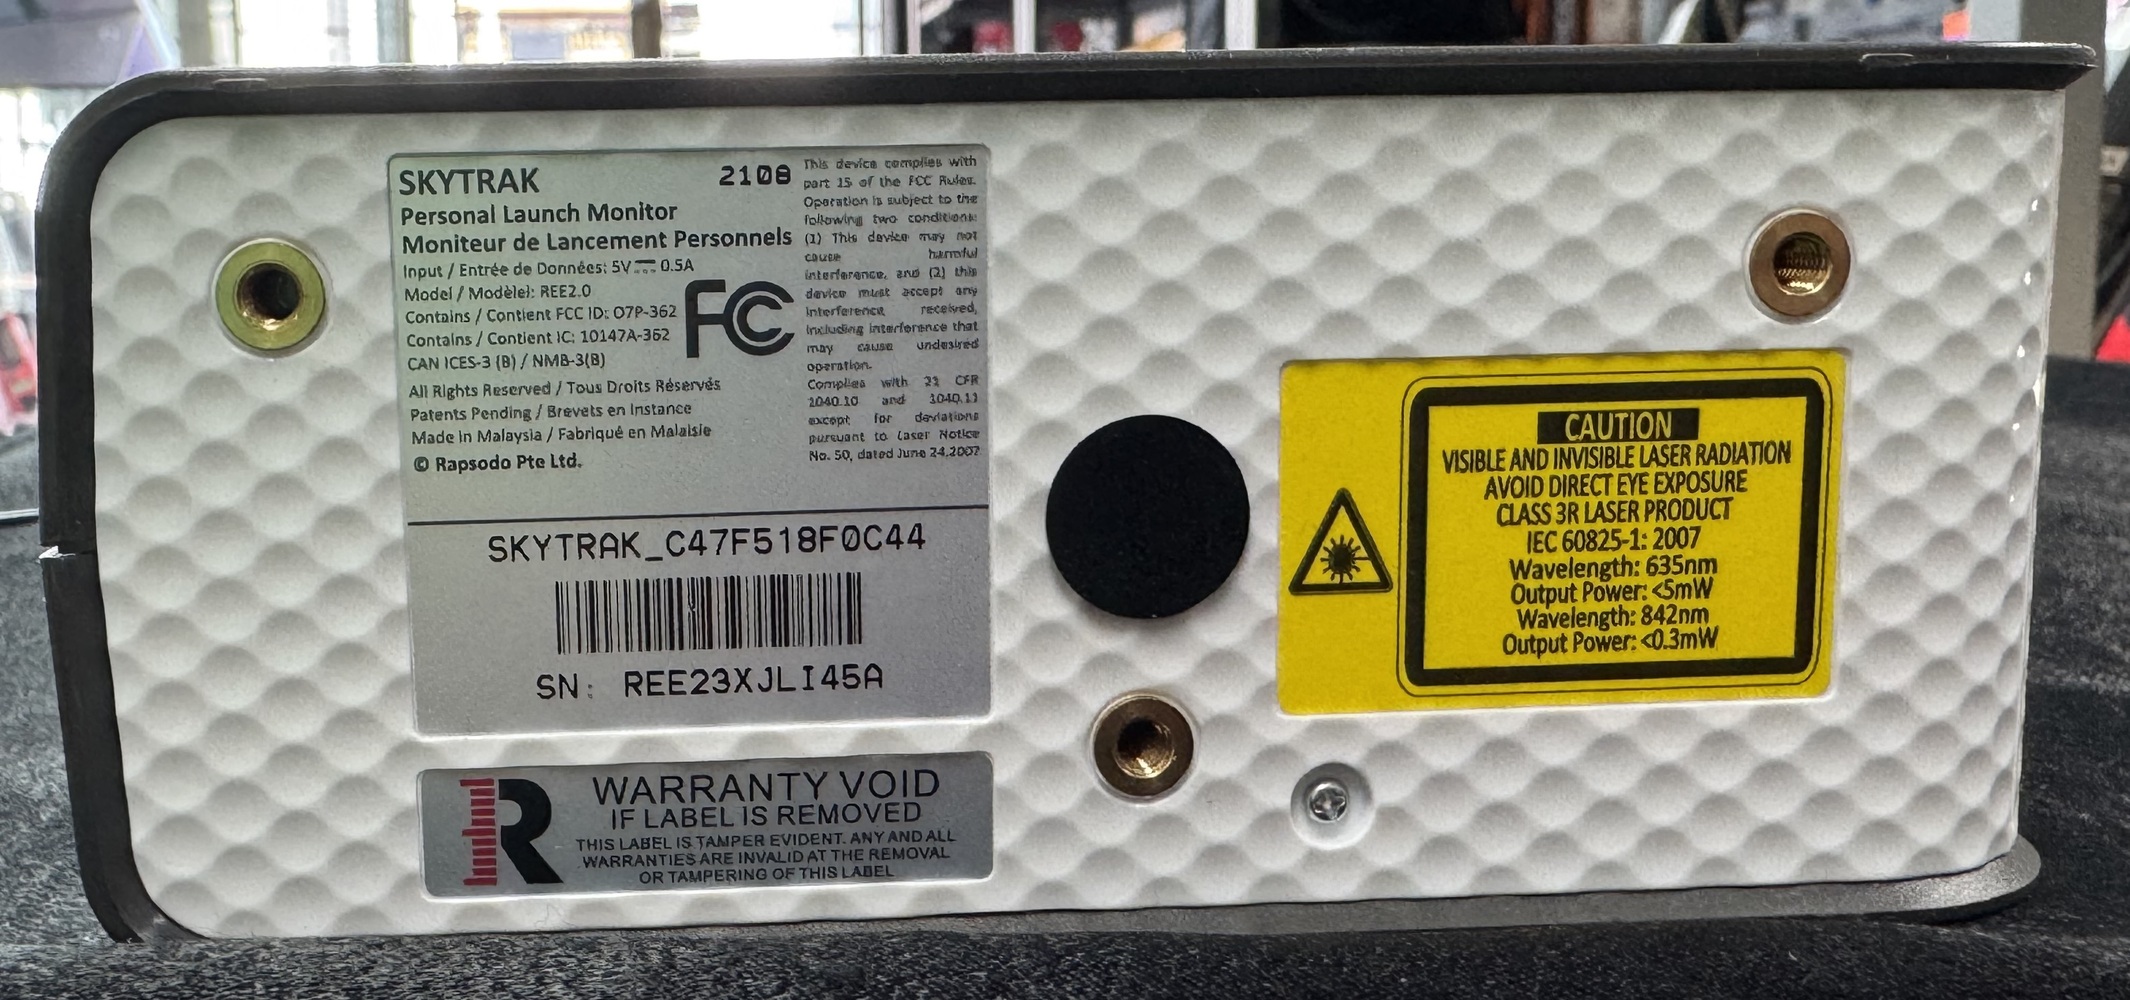 SKYTRAK 2108
Personal Launch Monitor
Moniteur de Lancement Personnels
Input / Entrée de Données: 5V 0.5A
Model / Modèlel: REE2.0
Contains / Contient FCC ID: O7P-362
Contains / Contient IC: 10147A-362
CAN ICES-3 (B) / NMB-3(B)
FC
All Rights Reserved / Tous Droits Réservés
Patents Pending / Brevets en Instance
Made in Malaysia / Fabriqué en Malaisie
© Rapsodo Pte Ltd.
This device complies with
part 15 of the FCC Rules.
Operation is subject to the
following two conditions:
(1) This device may not
cause harmful
interference, and (2) this
device must accept any
interference received,
including interference that
may cause undesired
operation.
Complies with 21 CFR
1040.10 and 1040.11
except for deviations
pursuant to Laser Notice
No. 50, dated June 24,2007
SKYTRAK_C47F518F0C44
SN: REE23XJLI45A
R
WARRANTY VOID
IF LABEL IS REMOVED
THIS LABEL IS TAMPER EVIDENT. ANY AND ALL
WARRANTIES ARE INVALID AT THE REMOVAL
OR TAMPERING OF THIS LABEL
CAUTION
VISIBLE AND INVISIBLE LASER RADIATION
AVOID DIRECT EYE EXPOSURE
CLASS 3R LASER PRODUCT
IEC 60825-1: 2007
Wavelength: 635nm
Output Power: <5mW
Wavelength: 842nm
Output Power: <0.3mW